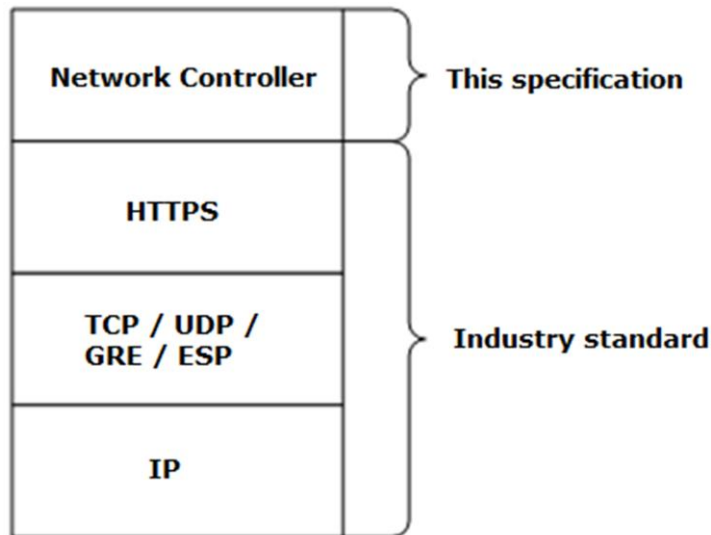 Network Controller
This specification
HTTPS
TCP / UDP /
GRE / ESP
Industry standard
IP